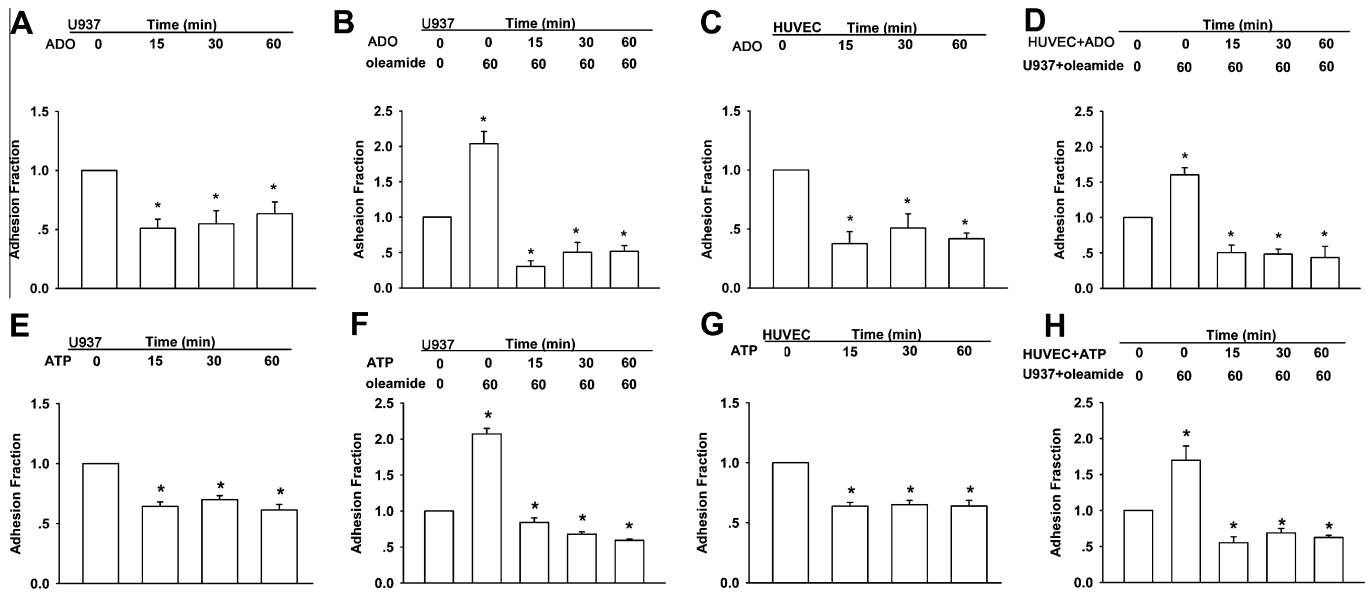 A
U937 Time (min)
ADO 0 15 30 60
Adhesion Fraction
1.5
1.0
.5
0.0
* * *
B
U937 Time (min)
ADO 0 0 15 30 60
oleamide 0 60 60 60 60
Asheaion Fraction
2.5
2.0
1.5
1.0
.5
0.0
* * * *
C
HUVEC Time (min)
ADO 0 15 30 60
Adhesion Fraction
1.5
1.0
.5
0.0
* * *
D
Time (min)
HUVEC+ADO 0 0 15 30 60
U937+oleamide 0 60 60 60 60
Adhesion Fraction
2.5
2.0
1.5
1.0
.5
0.0
* * * *
E
U937 Time (min)
ATP 0 15 30 60
Adhesion Fraction
1.5
1.0
.5
0.0
* * *
F
U937 Time (min)
ATP 0 0 15 30 60
oleamide 0 60 60 60 60
Adhesion Fraction
2.5
2.0
1.5
1.0
.5
0.0
* * * *
G
HUVEC Time (min)
ATP 0 15 30 60
Adhesion Fraction
1.5
1.0
.5
0.0
* * *
H
Time (min)
HUVEC+ATP 0 0 15 30 60
U937+oleamide 0 60 60 60 60
Adhesion Frasction
2.5
2.0
1.5
1.0
.5
0.0
* * * *